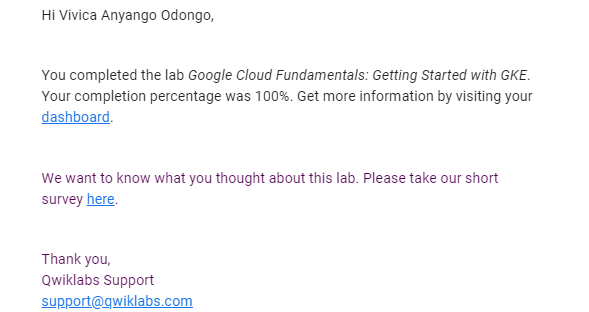 Hi Vivica Anyango Odongo,
You completed the lab Google Cloud Fundamentals: Getting Started with GKE.
Your completion percentage was 100%. Get more information by visiting your
dashboard.
We want to know what you thought about this lab. Please take our short
survey here.
Thank you,
Qwiklabs Support
support@qwiklabs.com